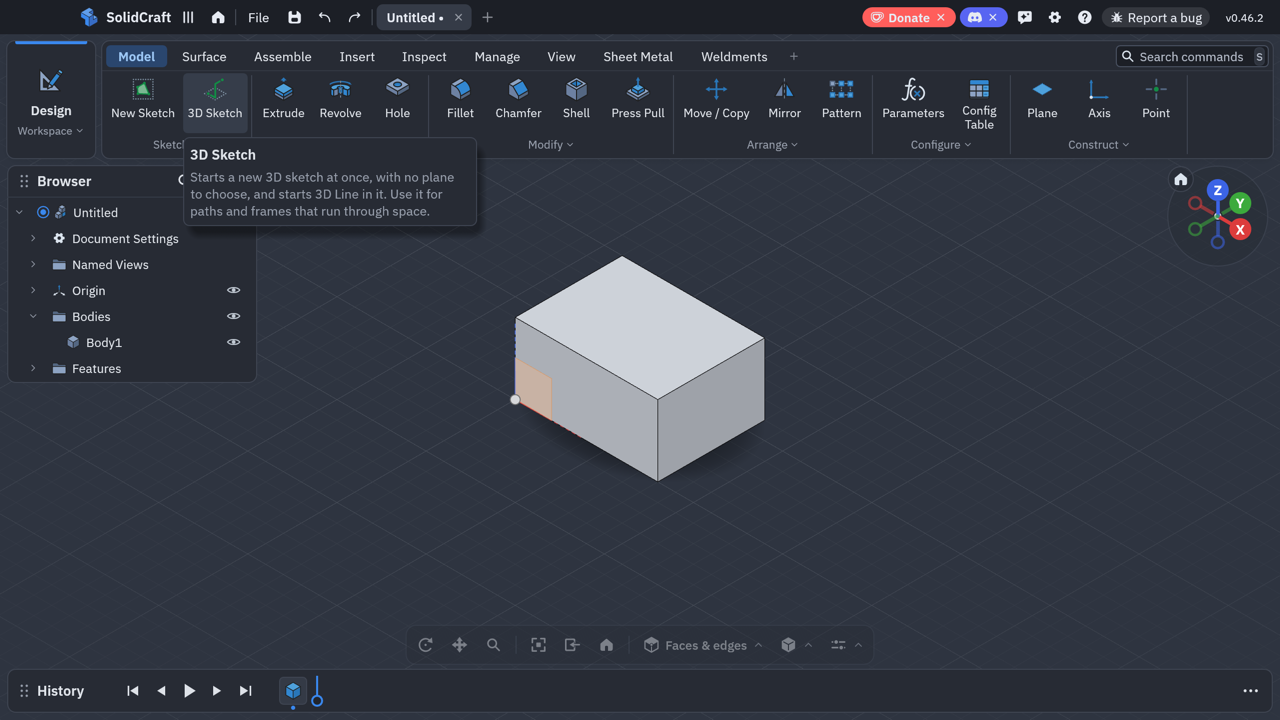 SolidCraft
File
Untitled •
Donate
Report a bug
v0.46.2
Design
Workspace
Model
Surface
Assemble
Insert
Inspect
Manage
View
Sheet Metal
Weldments
Search commands
S
New Sketch
3D Sketch
Extrude
Revolve
Hole
Fillet
Chamfer
Shell
Press Pull
Move / Copy
Mirror
Pattern
Parameters
Config
Table
Plane
Axis
Point
Modify
Arrange
Configure
Construct
3D Sketch
Starts a new 3D sketch at once, with no plane
to choose, and starts 3D Line in it. Use it for
paths and frames that run through space.
Browser
Untitled
Document Settings
Named Views
Origin
Bodies
Body1
Features
Z
Y
X
Faces & edges
History